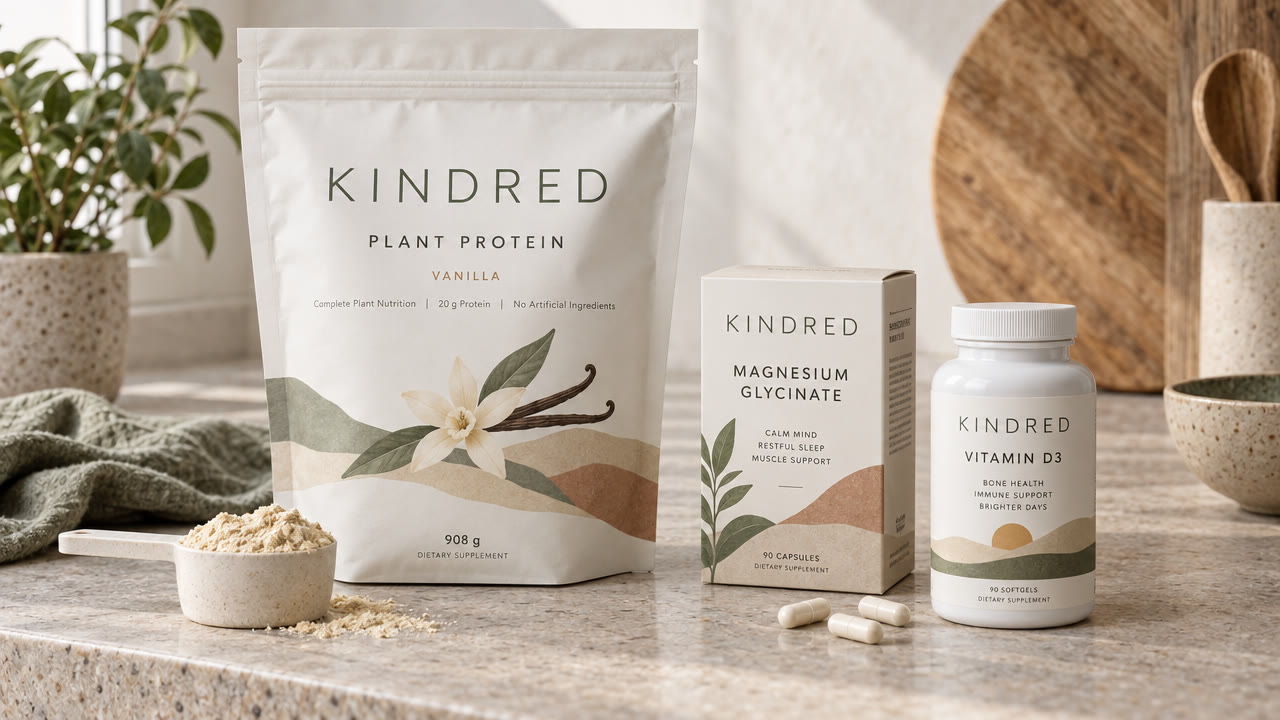 KINDRED
PLANT PROTEIN
VANILLA
Complete Plant Nutrition | 20 g Protein | No Artificial Ingredients
908 g
DIETARY SUPPLEMENT
KINDRED
MAGNESIUM
GLYCINATE
CALM MIND
RESTFUL SLEEP
MUSCLE SUPPORT
90 CAPSULES
DIETARY SUPPLEMENT
KINDRED
VITAMIN D3
BONE HEALTH
IMMUNE SUPPORT
BRIGHTER DAYS
90 SOFTGELS
DIETARY SUPPLEMENT